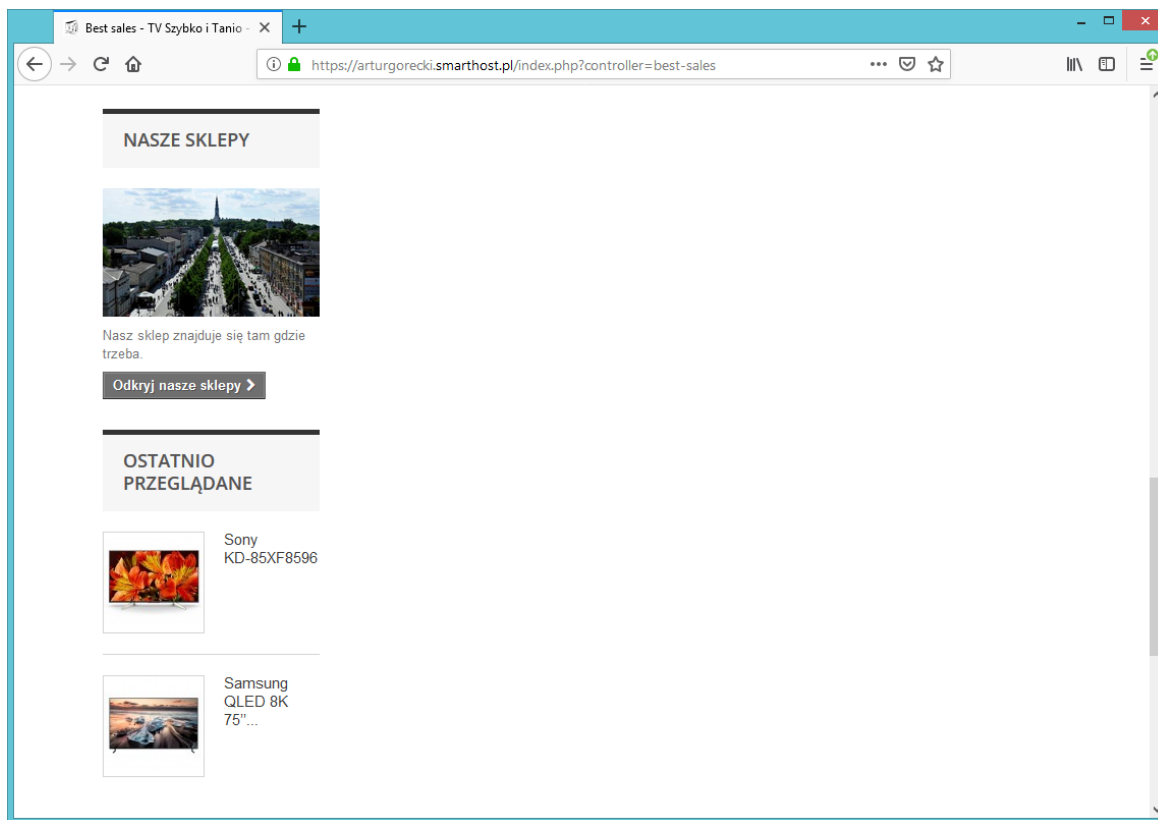 Best sales - TV Szybko i Tanio -
https://arturgorecki.smarthost.pl/index.php?controller=best-sales
NASZE SKLEPY
Nasz sklep znajduje się tam gdzie
trzeba.
Odkryj nasze sklepy
OSTATNIO
PRZEGLĄDANE
Sony
KD-85XF8596
Samsung
QLED 8K
75”...